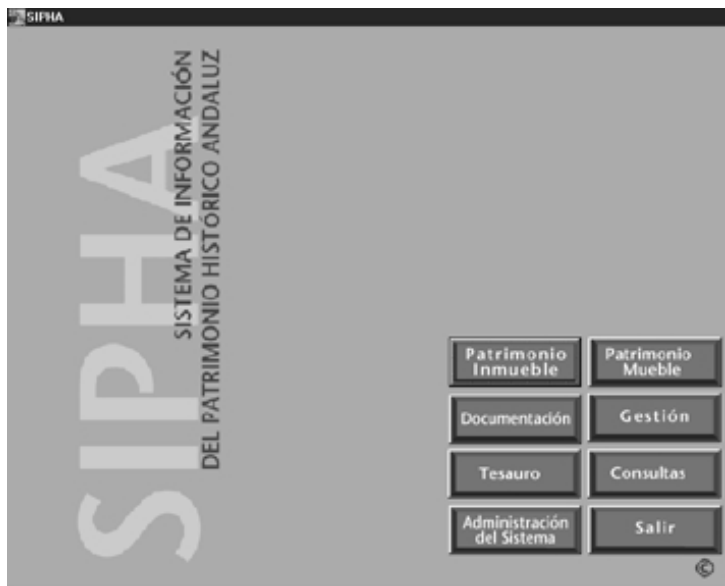 SIPHA
SIPHA
SISTEMA DE INFORMACIÓN
DEL PATRIMONIO HISTÓRICO ANDALUZ
Patrimonio
Inmueble
Patrimonio
Mueble
Documentación
Gestión
Tesauro
Consultas
Administración
del Sistema
Salir
©